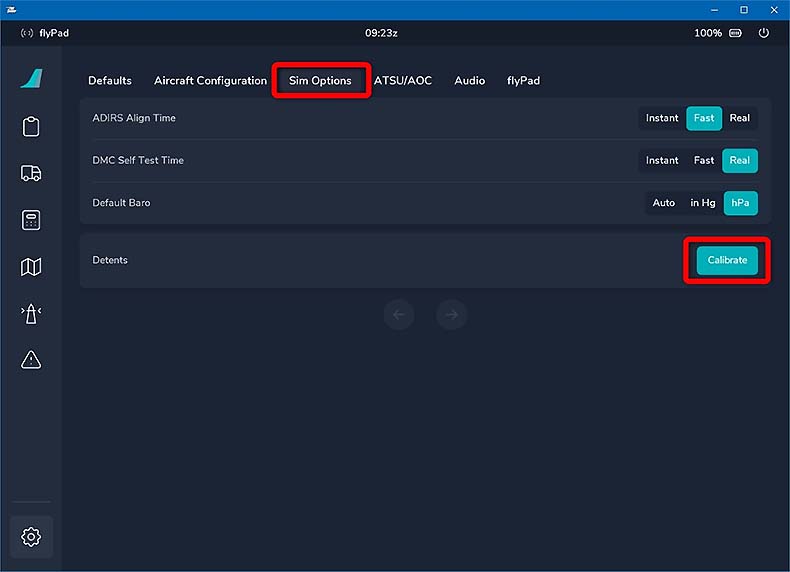 flyPad 09:23z 100%
Defaults Aircraft Configuration Sim Options ATSU/AOC Audio flyPad
ADIRS Align Time Instant Fast Real
DMC Self Test Time Instant Fast Real
Default Baro Auto in Hg hPa
Detents Calibrate